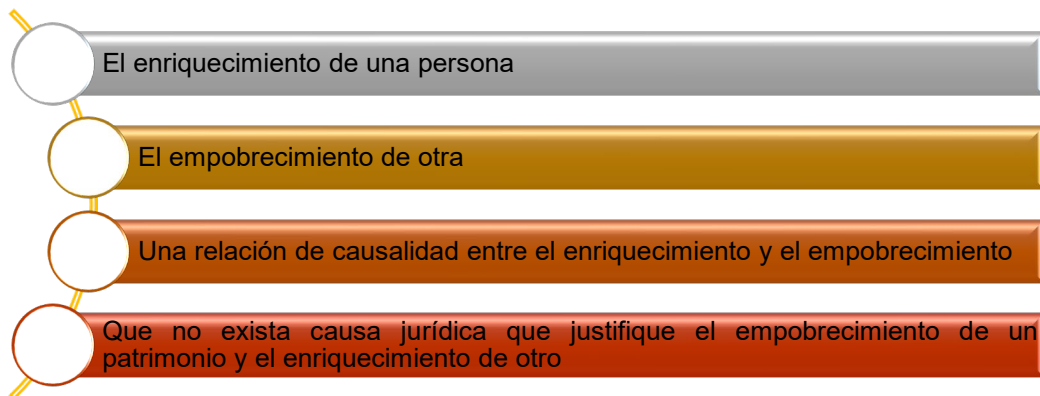 El enriquecimiento de una persona
El empobrecimiento de otra
Una relación de causalidad entre el enriquecimiento y el empobrecimiento
Que no exista causa jurídica que justifique el empobrecimiento de un
patrimonio y el enriquecimiento de otro